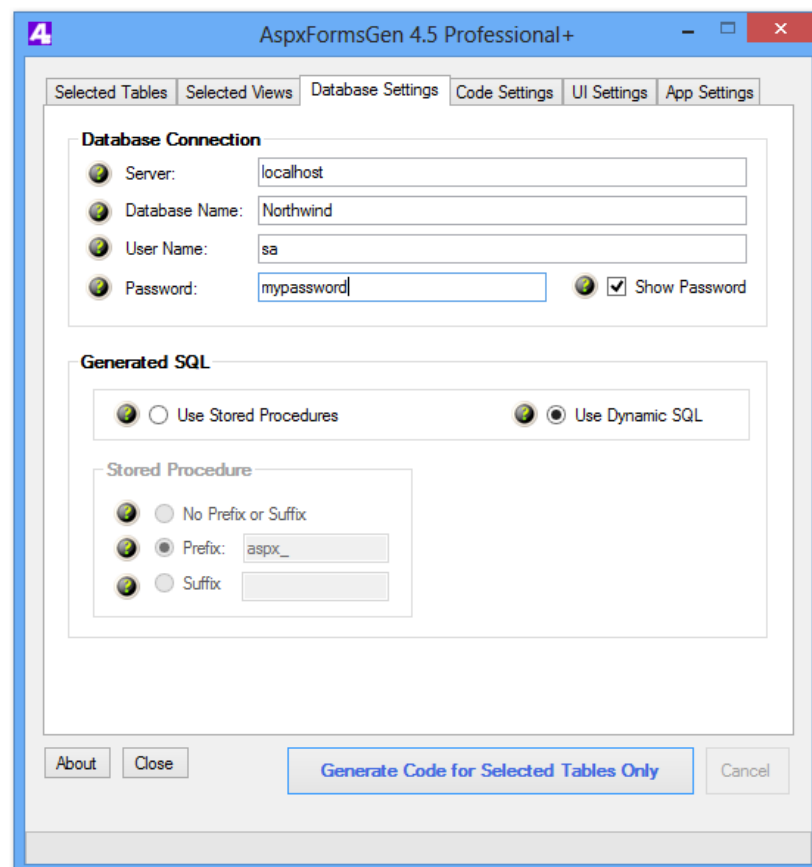 4. AspxFormsGen 4.5 Professional+
Selected Tables Selected Views Database Settings Code Settings UI Settings App Settings
Database Connection
? Server: localhost
? Database Name: Northwind
? User Name: sa
? Password: mypassword ? Show Password
Generated SQL
? Use Stored Procedures ? Use Dynamic SQL
Stored Procedure
? No Prefix or Suffix
? Prefix: aspx_
? Suffix
About Close Generate Code for Selected Tables Only Cancel